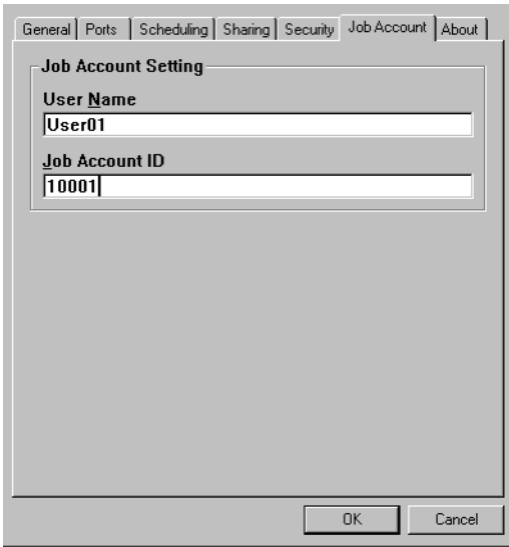 General Ports Scheduling Sharing Security Job Account About
Job Account Setting
User Name
User01
Job Account ID
10001
OK Cancel